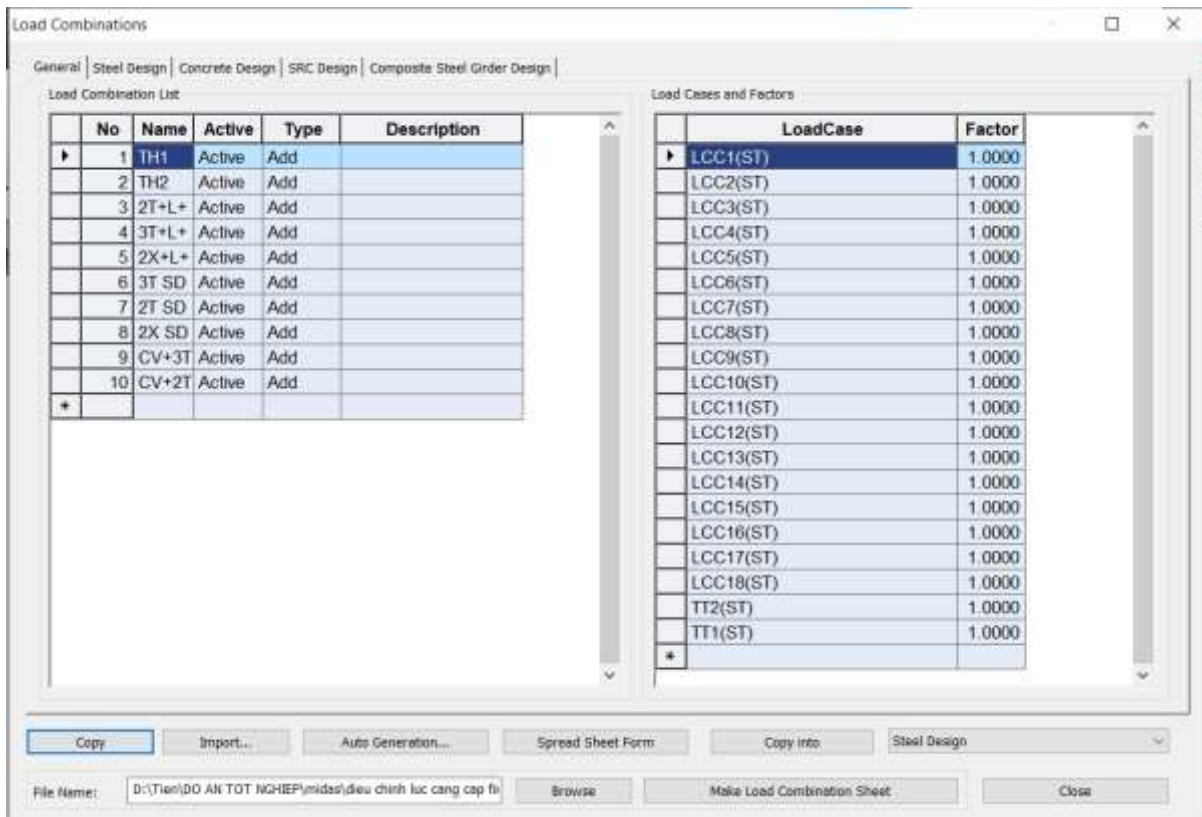 Load Combinations
General Steel Design Concrete Design SRC Design Composite Steel Girder Design
Load Combination List
No Name Active Type Description
1 TH1 Active Add
2 TH2 Active Add
3 2T+L+ Active Add
4 3T+L+ Active Add
5 2X+L+ Active Add
6 3T SD Active Add
7 2T SD Active Add
8 2X SD Active Add
9 CV+3T Active Add
10 CV+2T Active Add
*
Load Cases and Factors
LoadCase Factor
LCC1(ST) 1.0000
LCC2(ST) 1.0000
LCC3(ST) 1.0000
LCC4(ST) 1.0000
LCC5(ST) 1.0000
LCC6(ST) 1.0000
LCC7(ST) 1.0000
LCC8(ST) 1.0000
LCC9(ST) 1.0000
LCC10(ST) 1.0000
LCC11(ST) 1.0000
LCC12(ST) 1.0000
LCC13(ST) 1.0000
LCC14(ST) 1.0000
LCC15(ST) 1.0000
LCC16(ST) 1.0000
LCC17(ST) 1.0000
LCC18(ST) 1.0000
TT2(ST) 1.0000
TT1(ST) 1.0000
*
Copy Import... Auto Generation... Spread Sheet Form Copy into Steel Design
File Name: D:\Tien\DO AN TOT NGHIEP\midas\dieu chinh luc cang cap Browse Make Load Combination Sheet Close